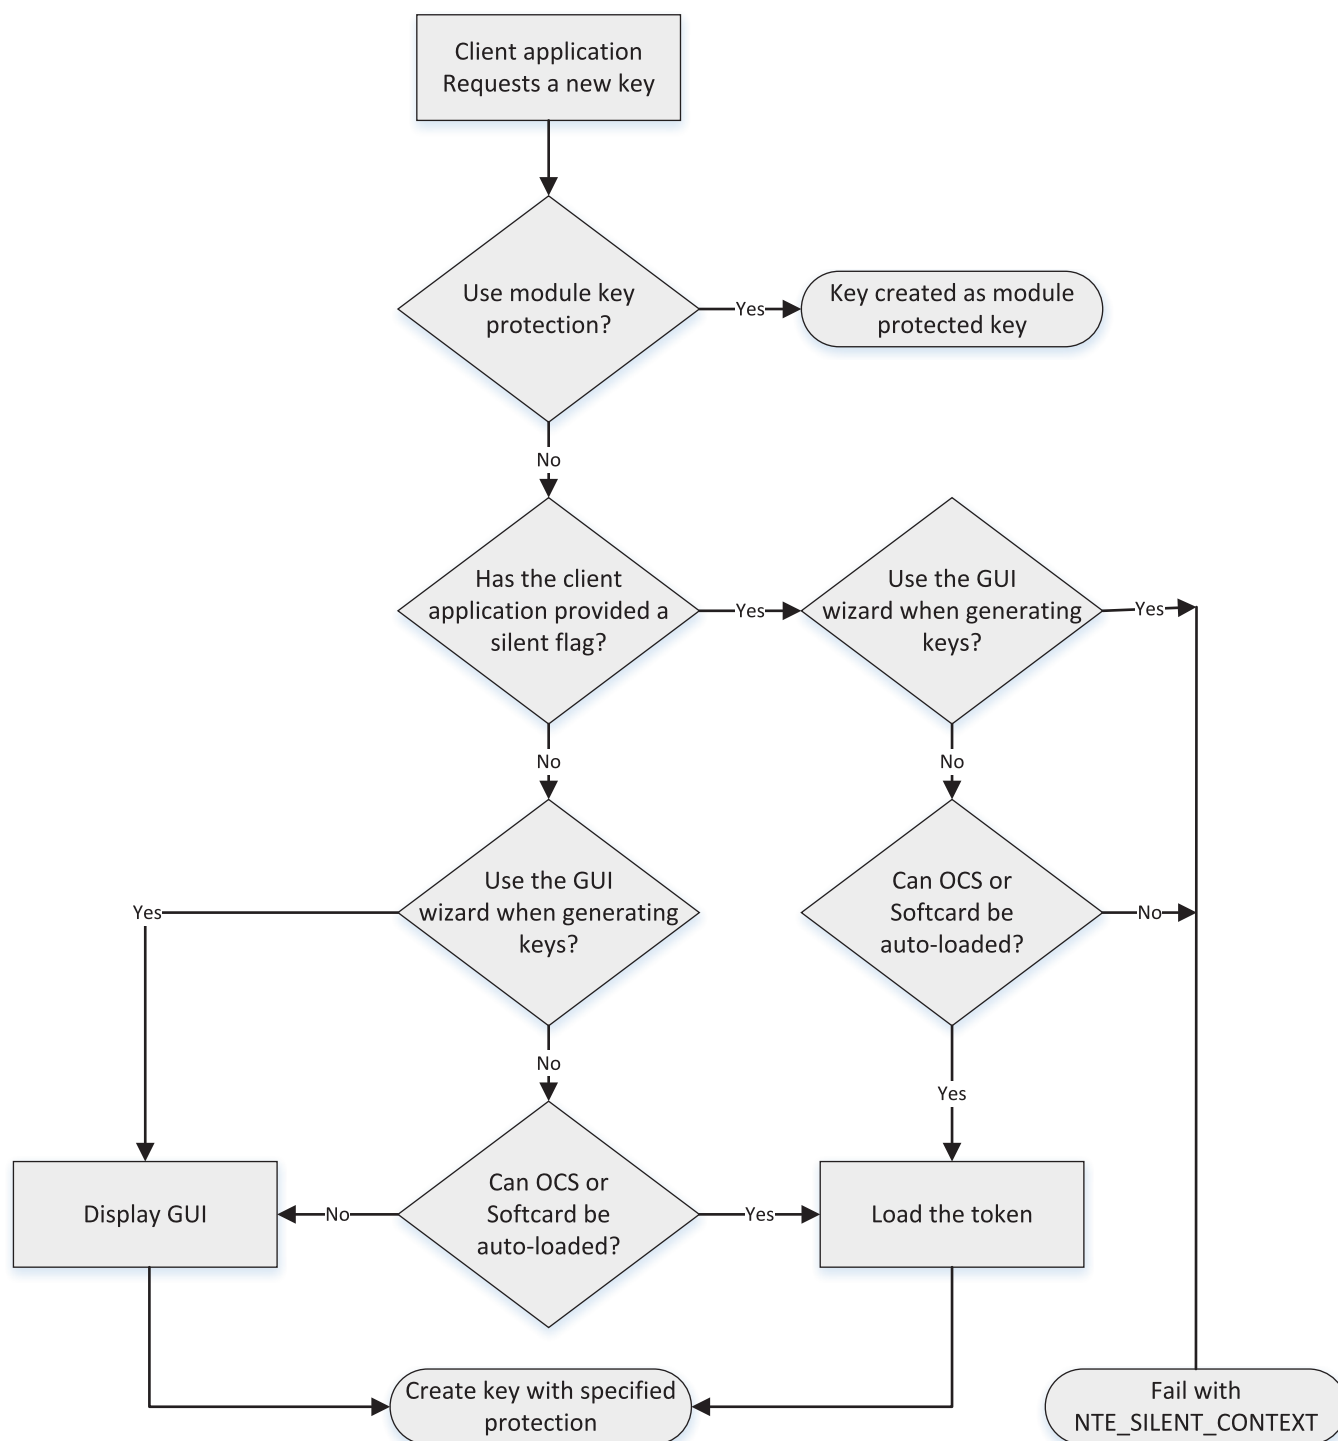 Client application
Requests a new key
Use module key
protection?
Yes
Key created as module
protected key
No
Has the client
application provided a
silent flag?
Yes
Use the GUI
wizard when generating
keys?
Yes
No
No
Use the GUI
wizard when generating
keys?
Yes
Can OCS or
Softcard be
auto-loaded?
No
No
Yes
Display GUI
No
Can OCS or
Softcard be
auto-loaded?
Yes
Load the token
Create key with specified
protection
Fail with
NTE_SILENT_CONTEXT